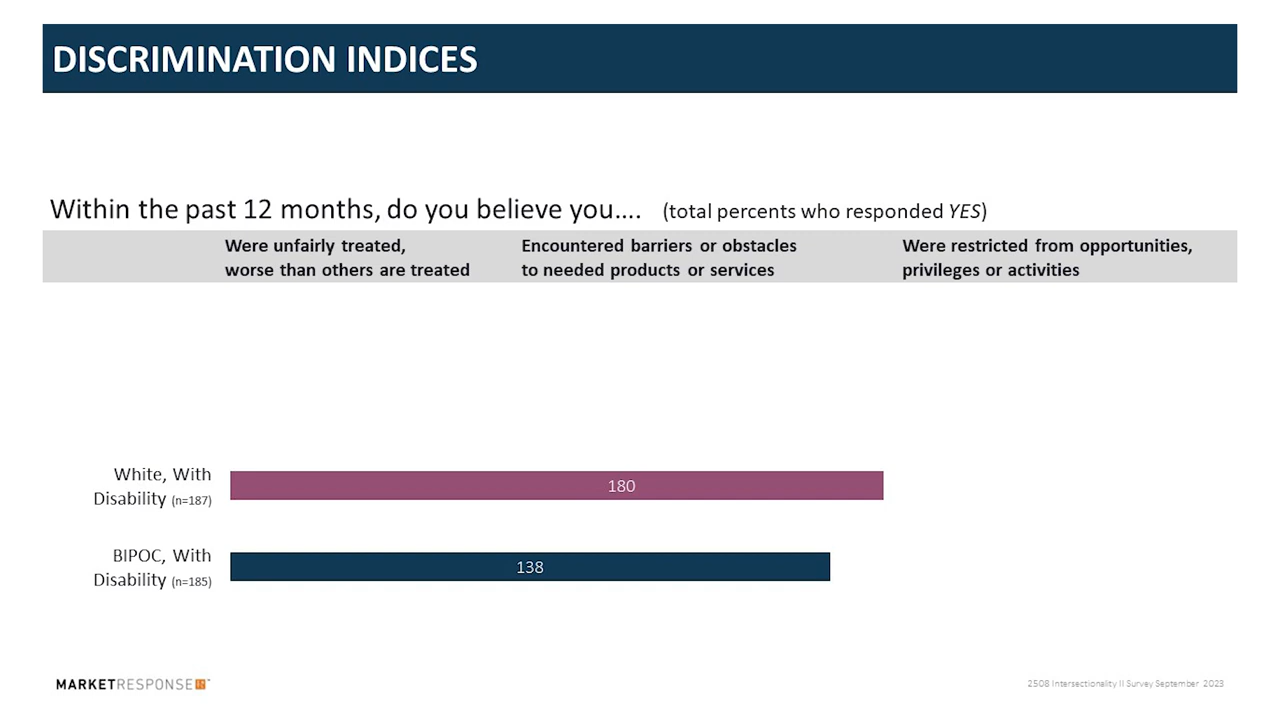 DISCRIMINATION INDICES
Within the past 12 months, do you believe you.... (total percents who responded YES)
Were unfairly treated, worse than others are treated
Encountered barriers or obstacles to needed products or services
Were restricted from opportunities, privileges or activities
White, With
Disability (n=187)
180
BIPOC, With
Disability (n=185)
138
MARKETRESPONSE
2508 Intersectionality II Survey September 2023